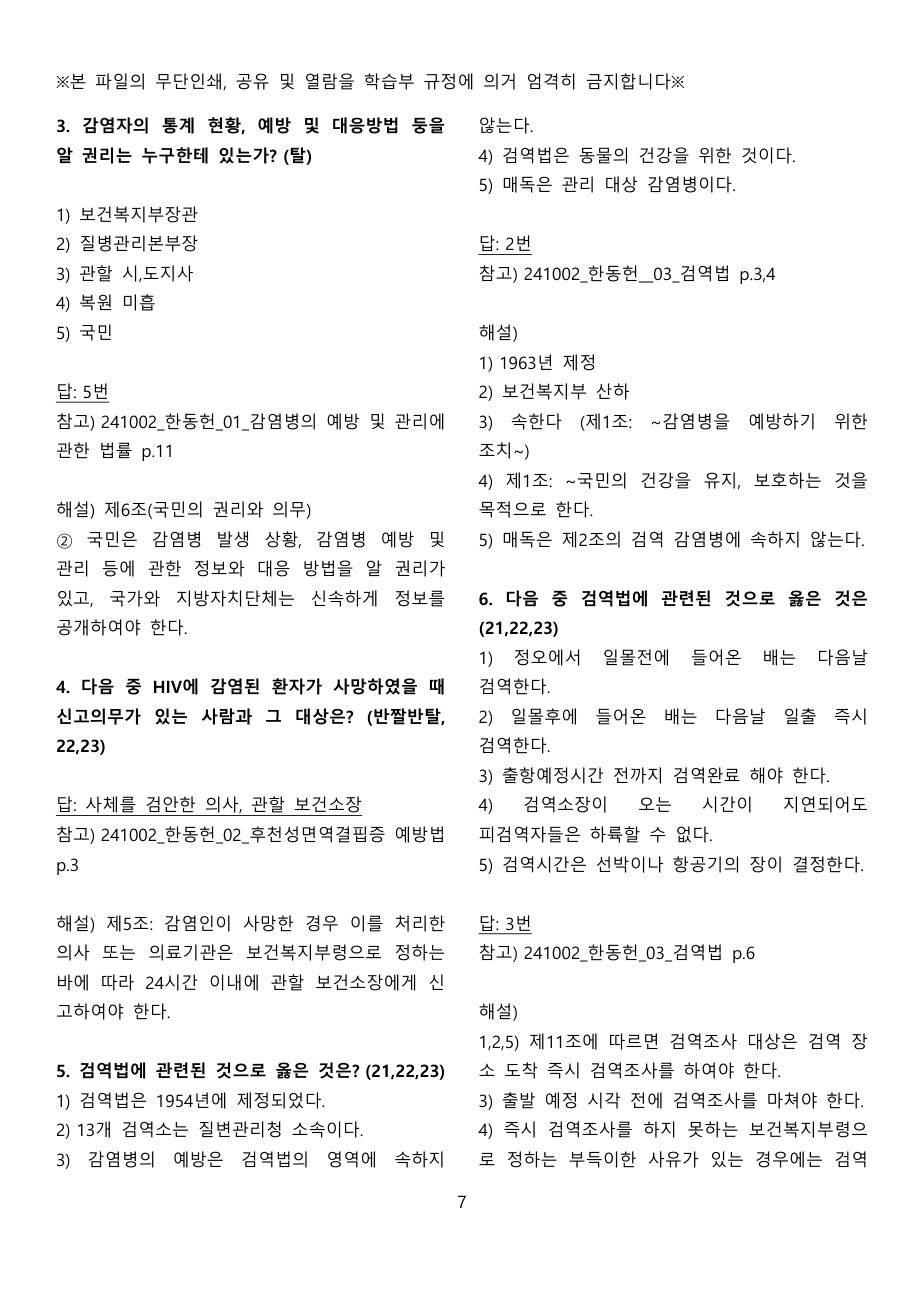 ※본 파일의 무단인쇄, 공유 및 열람을 학습부 규정에 의거 엄격히 금지합니다※
3. 감염자의 통계 현황, 예방 및 대응방법 등을
알 권리는 누구한테 있는가? (탈)
1) 보건복지부장관
2) 질병관리본부장
3) 관할 시,도지사
4) 복원 미흡
5) 국민
답: 5번
참고) 241002_한동헌_01_감염병의 예방 및 관리에
관한 법률 p.11
해설) 제6조(국민의 권리와 의무)
② 국민은 감염병 발생 상황, 감염병 예방 및
관리 등에 관한 정보와 대응 방법을 알 권리가
있고, 국가와 지방자치단체는 신속하게 정보를
공개하여야 한다.
4. 다음 중 HIV에 감염된 환자가 사망하였을 때
신고의무가 있는 사람과 그 대상은? (반짤반탈,
22,23)
답: 사체를 검안한 의사, 관할 보건소장
참고) 241002_한동헌_02_후천성면역결핍증 예방법
p.3
해설) 제5조: 감염인이 사망한 경우 이를 처리한
의사 또는 의료기관은 보건복지부령으로 정하는
바에 따라 24시간 이내에 관할 보건소장에게 신
고하여야 한다.
5. 검역법에 관련된 것으로 옳은 것은? (21,22,23)
1) 검역법은 1954년에 제정되었다.
2) 13개 검역소는 질변관리청 소속이다.
3) 감염병의 예방은 검역법의 영역에 속하지
않는다.
4) 검역법은 동물의 건강을 위한 것이다.
5) 매독은 관리 대상 감염병이다.
답: 2번
참고) 241002_한동헌__03_검역법 p.3,4
해설)
1) 1963년 제정
2) 보건복지부 산하
3) 속한다 (제1조: ~감염병을 예방하기 위한
조치~)
4) 제1조: ~국민의 건강을 유지, 보호하는 것을
목적으로 한다.
5) 매독은 제2조의 검역 감염병에 속하지 않는다.
6. 다음 중 검역법에 관련된 것으로 옳은 것은
(21,22,23)
1) 정오에서 일몰전에 들어온 배는 다음날
검역한다.
2) 일몰후에 들어온 배는 다음날 일출 즉시
검역한다.
3) 출항예정시간 전까지 검역완료 해야 한다.
4) 검역소장이 오는 시간이 지연되어도
피검역자들은 하륙할 수 없다.
5) 검역시간은 선박이나 항공기의 장이 결정한다.
답: 3번
참고) 241002_한동헌_03_검역법 p.6
해설)
1,2,5) 제11조에 따르면 검역조사 대상은 검역 장
소 도착 즉시 검역조사를 하여야 한다.
3) 출발 예정 시각 전에 검역조사를 마쳐야 한다.
4) 즉시 검역조사를 하지 못하는 보건복지부령으
로 정하는 부득이한 사유가 있는 경우에는 검역
7